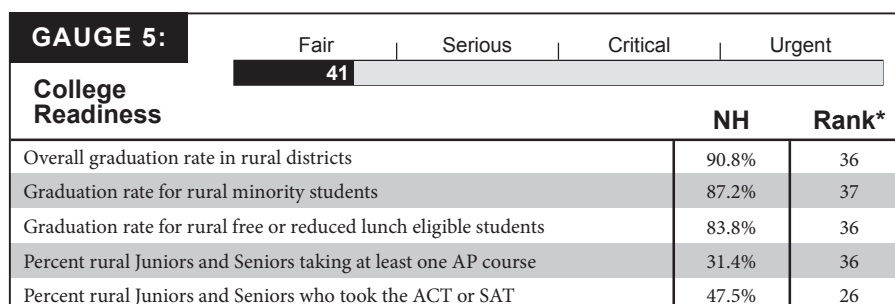 GAUGE 5:
Fair Serious Critical Urgent
41
College
Readiness
NH Rank*
Overall graduation rate in rural districts 90.8% 36
Graduation rate for rural minority students 87.2% 37
Graduation rate for rural free or reduced lunch eligible students 83.8% 36
Percent rural Juniors and Seniors taking at least one AP course 31.4% 36
Percent rural Juniors and Seniors who took the ACT or SAT 47.5% 26